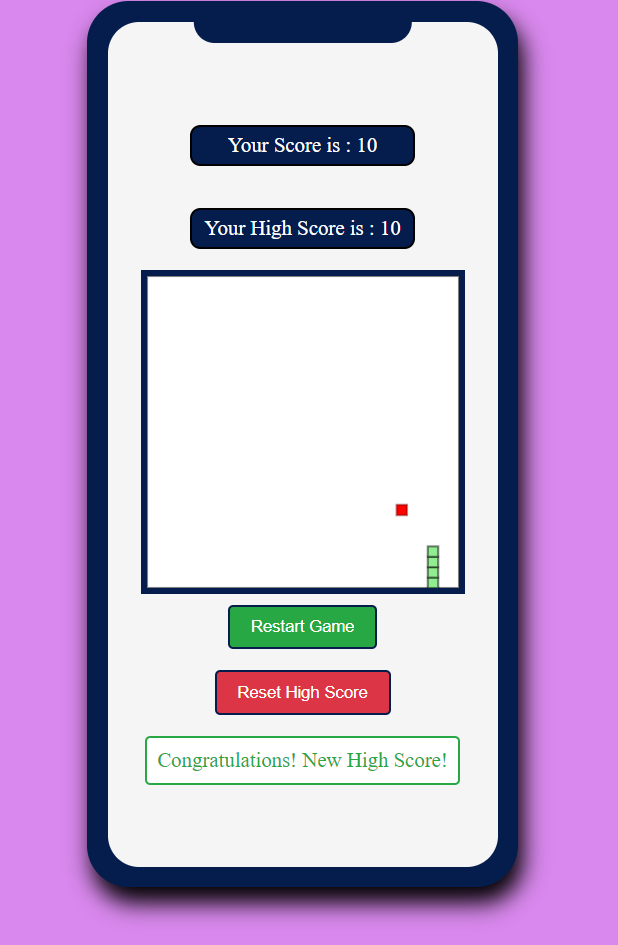 Your Score is : 10
Your High Score is : 10
Restart Game
Reset High Score
Congratulations! New High Score!